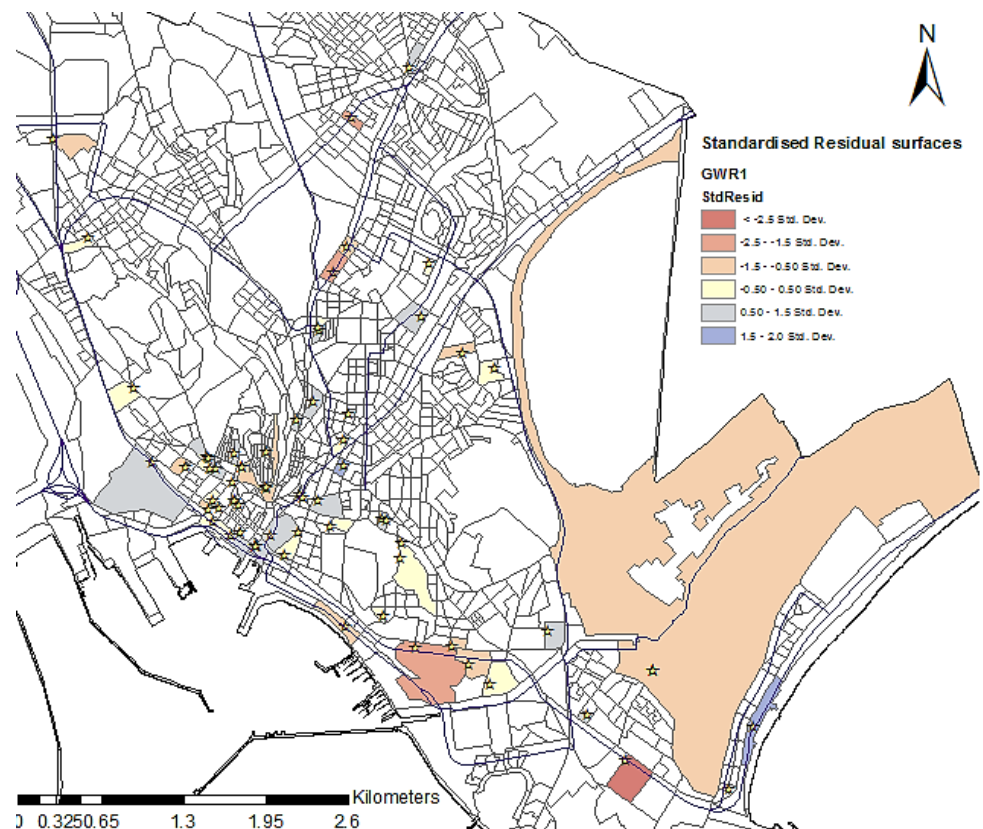 N
Standardised Residual surfaces
GWR1
StdResid
< -2.5 Std. Dev.
-2.5 - -1.5 Std. Dev.
-1.5 - -0.50 Std. Dev.
-0.50 - 0.50 Std. Dev.
0.50 - 1.5 Std. Dev.
1.5 - 2.0 Std. Dev.
Kilometers
0 0.3250.65 1.3 1.95 2.6